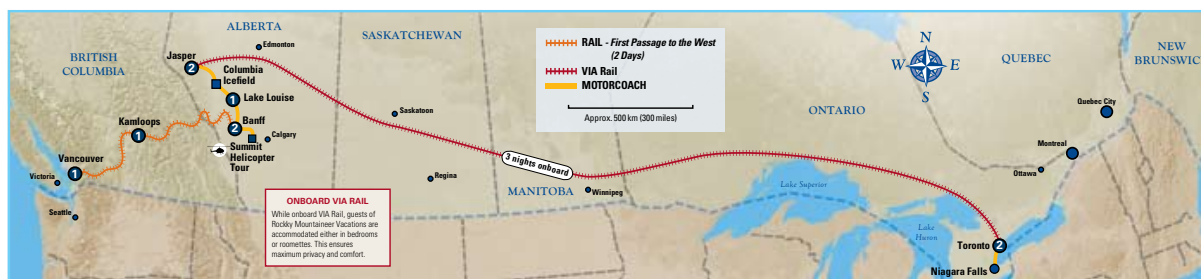 ALBERTA
SASKATCHEWAN
Edmonton
Jasper
2
BRITISH
COLUMBIA
Columbia
Icefield
1
Lake Louise
Kamloops
1
2
Banff
Calgary
Summit
Helicopter
Tour
Vancouver
1
Victoria
Seattle
Saskatoon
Regina
3 nights onboard
MANITOBA
Winnipeg
RAIL - First Passage to the West
(2 Days)
VIA Rail
MOTORCOACH
Approx. 500 km (300 miles)
ONBOARD VIA RAIL
While onboard VIA Rail, guests of
Rockky Mountaineer Vacations are
accommodated either in bedrooms
or roomettes. This ensures
maximum privacy and comfort.
N
W
E
S
QUEBEC
NEW
BRUNSWIC
ONTARIO
Quebec City
Montreal
Ottawa
Lake Superior
Lake
Huron
Toronto
2
Niagara Falls